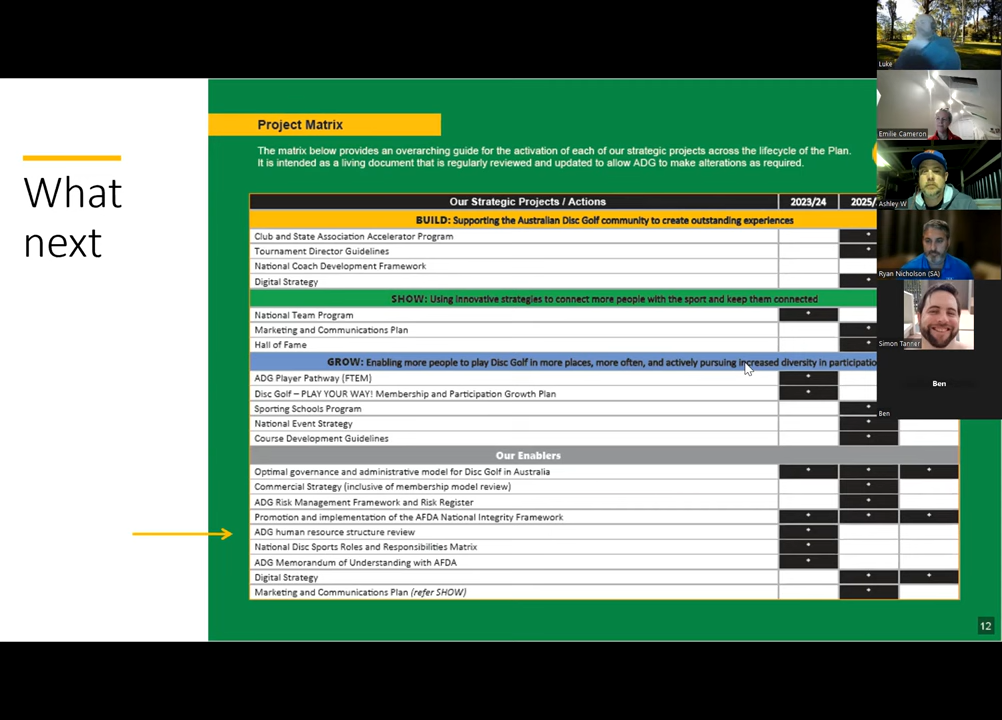 What
next
Project Matrix
The matrix below provides an overarching guide for the activation of each of our strategic projects across the lifecycle of the Plan.
It is intended as a living document that is regularly reviewed and updated to allow ADG to make alterations as required.
Our Strategic Projects / Actions 2023/24 2025/
BUILD: Supporting the Australian Disc Golf community to create outstanding experiences
Club and State Association Accelerator Program *
Tournament Director Guidelines *
National Coach Development Framework
Digital Strategy *
SHOW: Using innovative strategies to connect more people with the sport and keep them connected
National Team Program *
Marketing and Communications Plan *
Hall of Fame *
GROW: Enabling more people to play Disc Golf in more places, more often, and actively pursuing increased diversity in participatio
ADG Player Pathway (FTEM) *
Disc Golf – PLAY YOUR WAY! Membership and Participation Growth Plan *
Sporting Schools Program *
National Event Strategy *
Course Development Guidelines *
Our Enablers
Optimal governance and administrative model for Disc Golf in Australia * * *
Commercial Strategy (inclusive of membership model review) *
ADG Risk Management Framework and Risk Register *
Promotion and implementation of the AFDA National Integrity Framework * * *
ADG human resource structure review *
National Disc Sports Roles and Responsibilities Matrix *
ADG Memorandum of Understanding with AFDA *
Digital Strategy * *
Marketing and Communications Plan (refer SHOW) *
12
Luke
Emilie Cameron
Ashley W
Ryan Nicholson (SA)
Simon Tanner
Ben
Ben